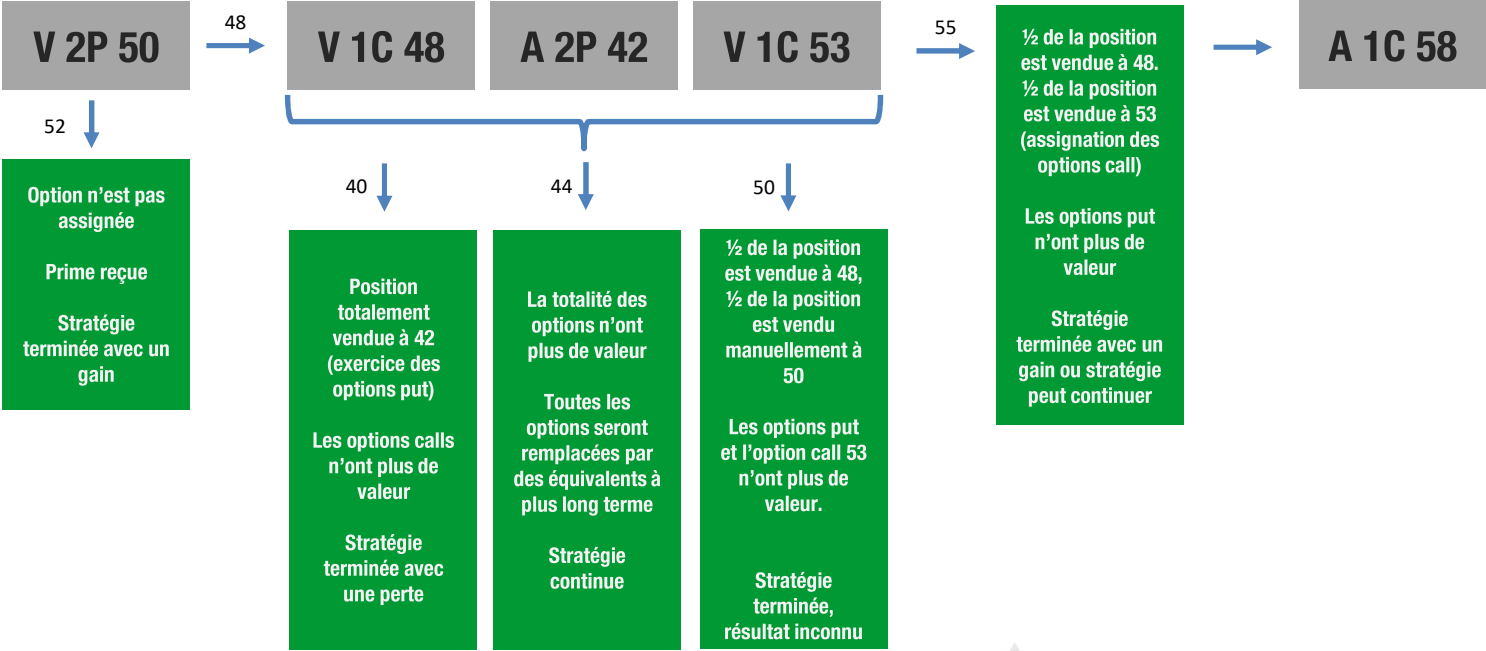 V 2P 50
48
V 1C 48
A 2P 42
V 1C 53
55
½ de la position
est vendue à 48.
½ de la position
est vendue à 53
(assignation des
options call)
Les options put
n’ont plus de
valeur
Stratégie
terminée avec un
gain ou stratégie
peut continuer
A 1C 58
52
Option n’est pas
assignée
Prime reçue
Stratégie
terminée avec un
gain
40
Position
totalement
vendue à 42
(exercice des
options put)
Les options calls
n’ont plus de
valeur
Stratégie
terminée avec
une perte
44
La totalité des
options n’ont
plus de valeur
Toutes les
options seront
remplacées par
des équivalents à
plus long terme
Stratégie
continue
50
½ de la position
est vendue à 48,
½ de la position
est vendu
manuellement à
50
Les options put
et l’option call 53
n’ont plus de
valeur.
Stratégie
terminée,
résultat inconnu